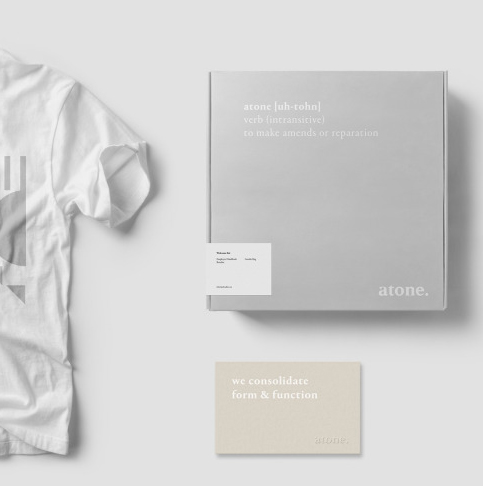 atone [uh-tohn]
verb (intransitive)
to make amends or reparation
atone.
we consolidate
form & function
atone.